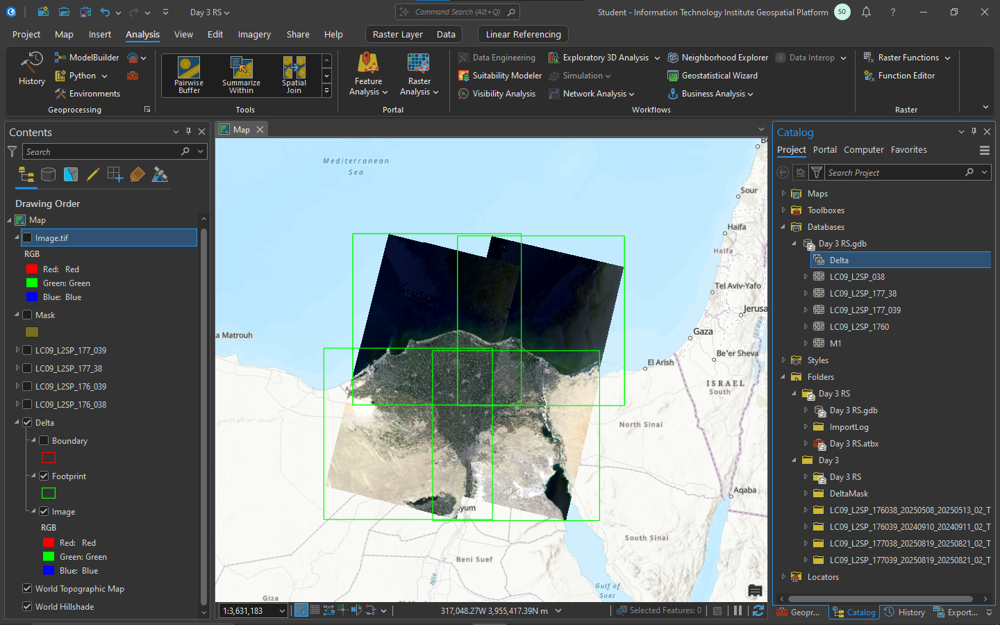 Day 3 RS
Command Search (Alt+Q)
Student - Information Technology Institute Geospatial Platform
SO
?
Project
Map
Insert
Analysis
View
Edit
Imagery
Share
Help
Raster Layer
Data
Linear Referencing
History
ModelBuilder
Python
Environments
Geoprocessing
Pairwise
Buffer
Summarize
Within
Spatial
Join
Tools
Feature
Analysis
Raster
Analysis
Portal
Data Engineering
Suitability Modeler
Visibility Analysis
Exploratory 3D Analysis
Simulation
Network Analysis
Neighborhood Explorer
Geostatistical Wizard
Business Analysis
Data Interop
Workflows
Raster Functions
Function Editor
Raster
Contents
Search
Drawing Order
Map
Image.tif
RGB
Red: Red
Green: Green
Blue: Blue
Mask
LC09_L2SP_177_039
LC09_L2SP_177_38
LC09_L2SP_176_039
LC09_L2SP_176_038
Delta
Boundary
Footprint
Image
RGB
Red: Red
Green: Green
Blue: Blue
World Topographic Map
World Hillshade
Map
Mediterranean
Sea
Sour
Haifa
Haifa
Tel Aviv-Yafo
Jerusa
Jordan
Gaza
Be'er Sheva
El Arish
ISRAEL
South
a Matrouh
North Sinai
Aqaba
yum
South Sinai
Beni Suef
Nile
Giza
Gulf of
Suez
1:3,631,183
317,048.27W 3,955,417.39N m
Selected Features: 0
Catalog
Project
Portal
Computer
Favorites
Search Project
Maps
Toolboxes
Databases
Day 3 RS.gdb
Delta
LC09_L2SP_038
LC09_L2SP_177_38
LC09_L2SP_177_039
LC09_L2SP_1760
M1
Styles
Folders
Day 3 RS
Day 3 RS.gdb
ImportLog
Day 3 RS.atbx
Day 3
Day 3 RS
DeltaMask
LC09_L2SP_176038_20250508_20250513_02_T
LC09_L2SP_176039_20240910_20240911_02_T
LC09_L2SP_177038_20250819_20250821_02_T
LC09_L2SP_177039_20250819_20250821_02_T
Locators
Geopr...
Catalog
History
Export...